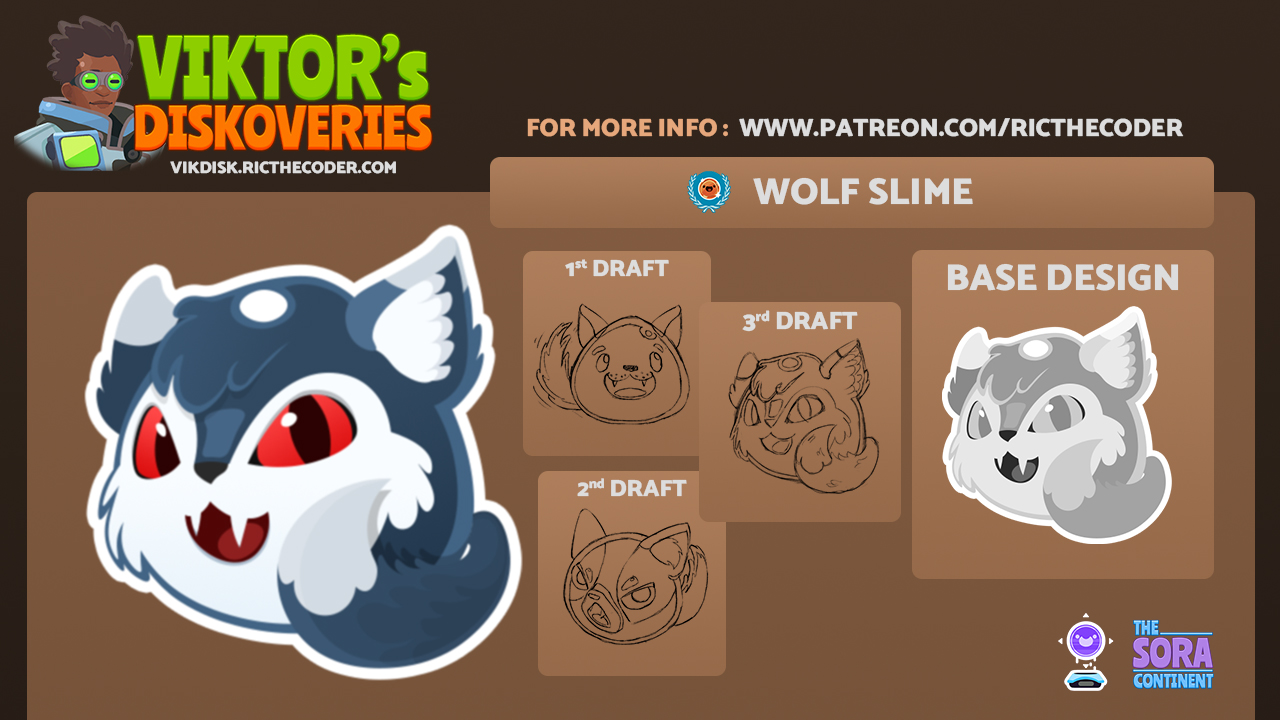 VIKTOR's
DISKOVERIES
VIKDISK.RICTHECODER.COM
FOR MORE INFO : WWW.PATREON.COM/RICTHECODER
WOLF SLIME
1st DRAFT
2nd DRAFT
3rd DRAFT
BASE DESIGN
THE
SORA
CONTINENT